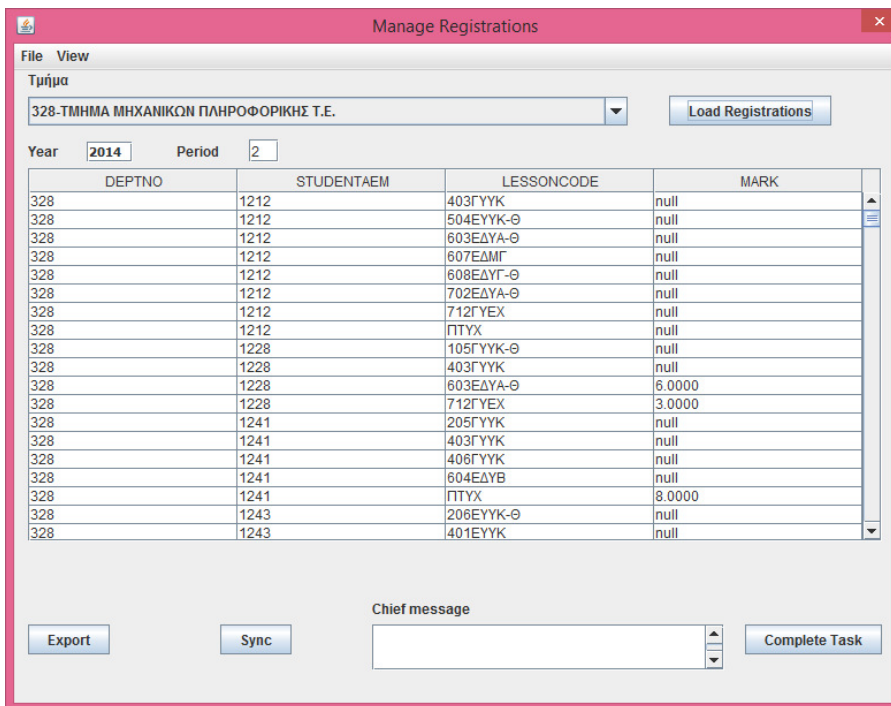 Manage Registrations
File View
Τμήμα
328-ΤΜΗΜΑ ΜΗΧΑΝΙΚΩΝ ΠΛΗΡΟΦΟΡΙΚΗΣ Τ.Ε. Load Registrations
Year 2014 Period 2
DEPTNO STUDENTAEM LESSONCODE MARK
328 1212 403ΓΥΥΚ null
328 1212 504ΕΥΥΚ-Θ null
328 1212 603ΕΔΥΑ-Θ null
328 1212 607ΕΔΜΓ null
328 1212 608ΕΔΥΓ-Θ null
328 1212 702ΕΔΥΑ-Θ null
328 1212 712ΓΥΕΧ null
328 1212 ΠΤΥΧ null
328 1228 105ΓΥΥΚ-Θ null
328 1228 403ΓΥΥΚ null
328 1228 603ΕΔΥΑ-Θ 6.0000
328 1228 712ΓΥΕΧ 3.0000
328 1241 205ΓΥΥΚ null
328 1241 403ΓΥΥΚ null
328 1241 406ΓΥΥΚ null
328 1241 604ΕΔΥΒ null
328 1241 ΠΤΥΧ 8.0000
328 1243 206ΕΥΥΚ-Θ null
328 1243 401ΕΥΥΚ null
Chief message
Export Sync Complete Task